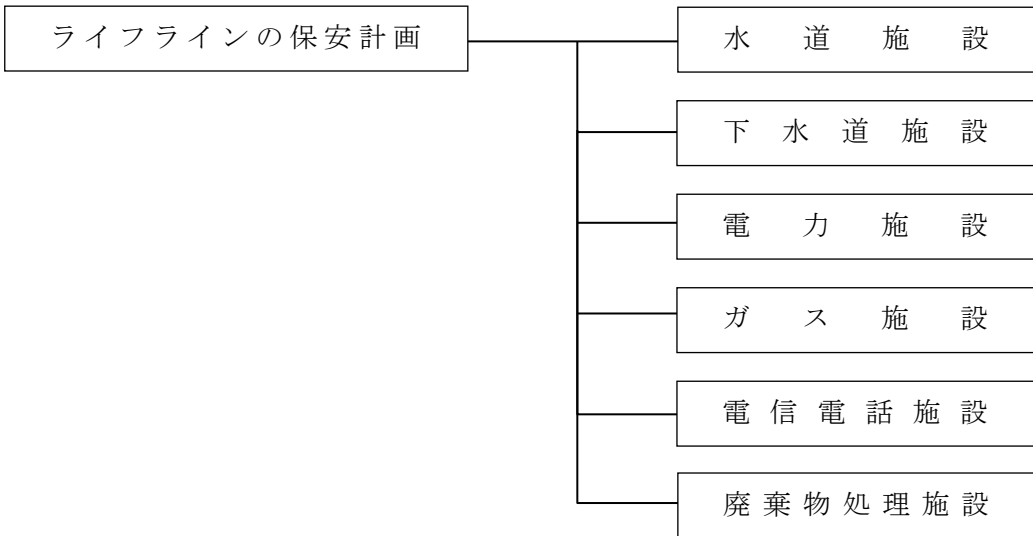 ライフラインの保安計画
水道施設
下水道施設
電力施設
ガス施設
電信電話施設
廃棄物処理施設